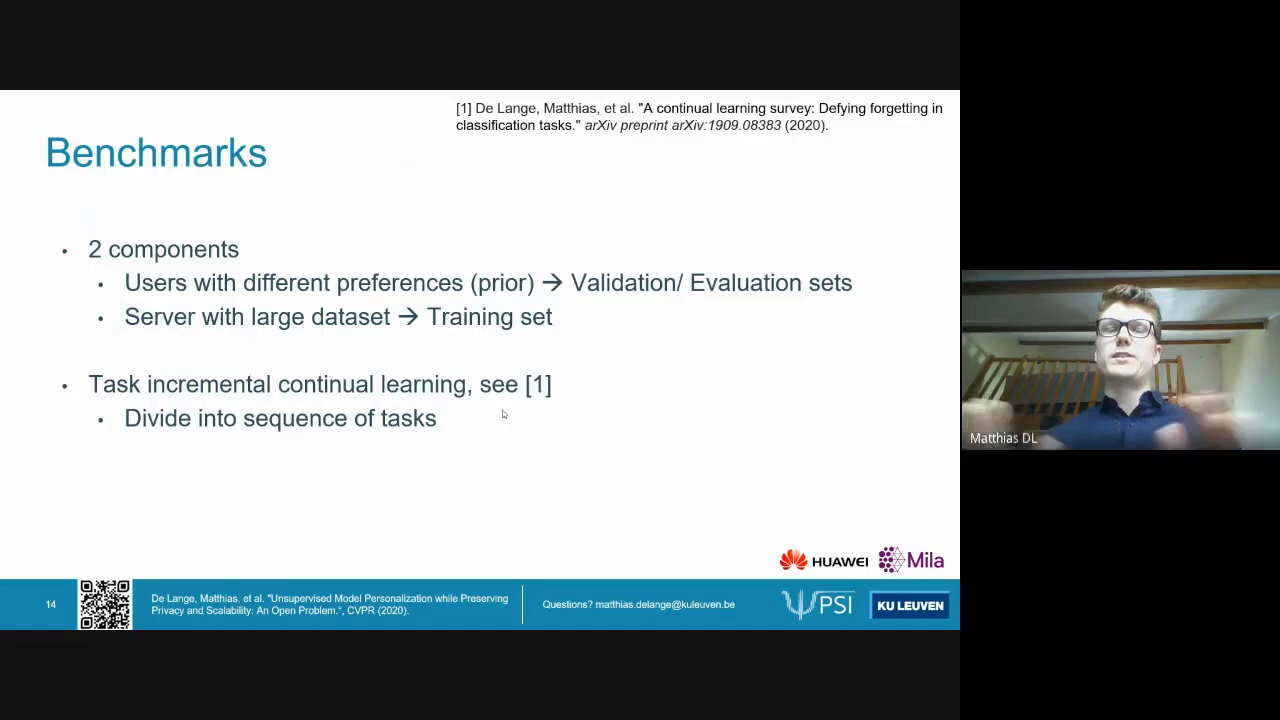 [1] De Lange, Matthias, et al. "A continual learning survey: Defying forgetting in
classification tasks." arXiv preprint arXiv:1909.08383 (2020).
Benchmarks
• 2 components
• Users with different preferences (prior) → Validation/ Evaluation sets
• Server with large dataset → Training set
• Task incremental continual learning, see [1]
• Divide into sequence of tasks
Matthias DL
HUAWEI Mila
14
De Lange, Matthias, et al. "Unsupervised Model Personalization while Preserving
Privacy and Scalability: An Open Problem.“, CVPR (2020).
Questions? matthias.delange@kuleuven.be
PSI
KU LEUVEN